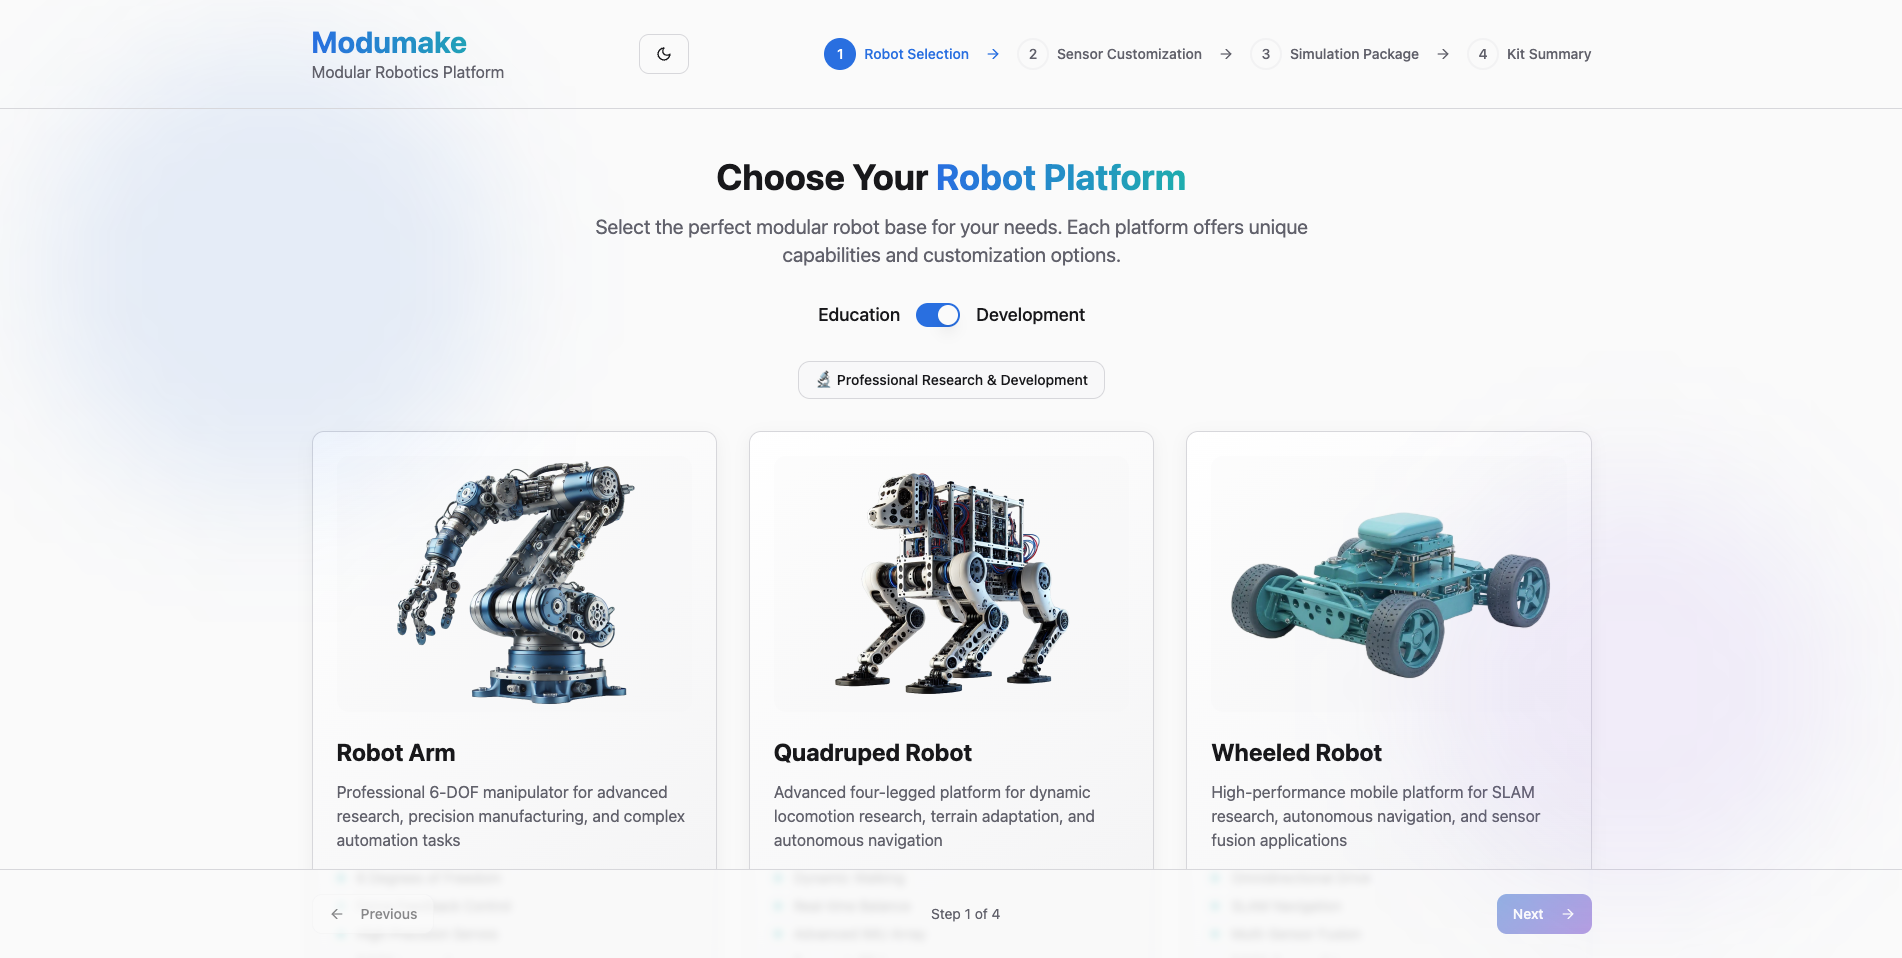 Modumake
Modular Robotics Platform
1 Robot Selection → 2 Sensor Customization → 3 Simulation Package → 4 Kit Summary
Choose Your Robot Platform
Select the perfect modular robot base for your needs. Each platform offers unique
capabilities and customization options.
Education Development
Professional Research & Development
Robot Arm
Professional 6-DOF manipulator for advanced
research, precision manufacturing, and complex
automation tasks
Quadruped Robot
Advanced four-legged platform for dynamic
locomotion research, terrain adaptation, and
autonomous navigation
Wheeled Robot
High-performance mobile platform for SLAM
research, autonomous navigation, and sensor
fusion applications
← Previous
Step 1 of 4
Next →